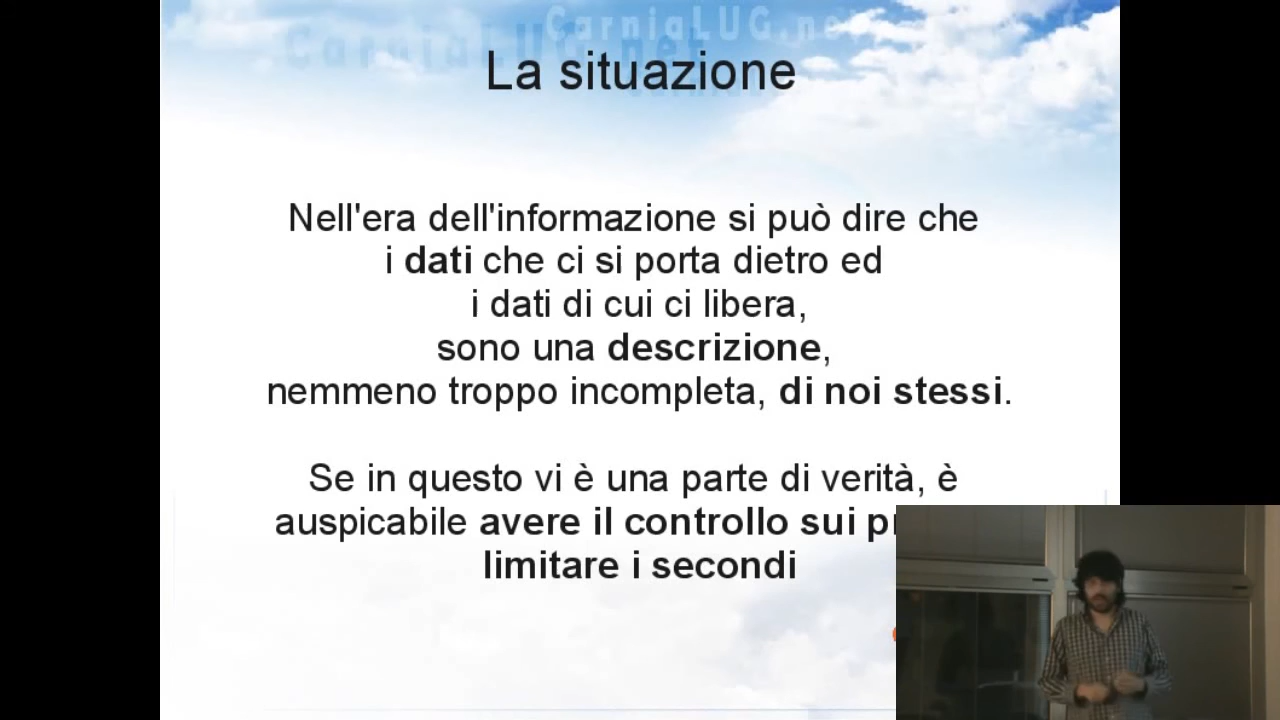 CarniaLUG.net
CarniaLUG.net
La situazione
Nell'era dell'informazione si può dire che
i dati che ci si porta dietro ed
i dati di cui ci libera,
sono una descrizione,
nemmeno troppo incompleta, di noi stessi.
Se in questo vi è una parte di verità, è
auspicabile avere il controllo sui
limitare i secondi